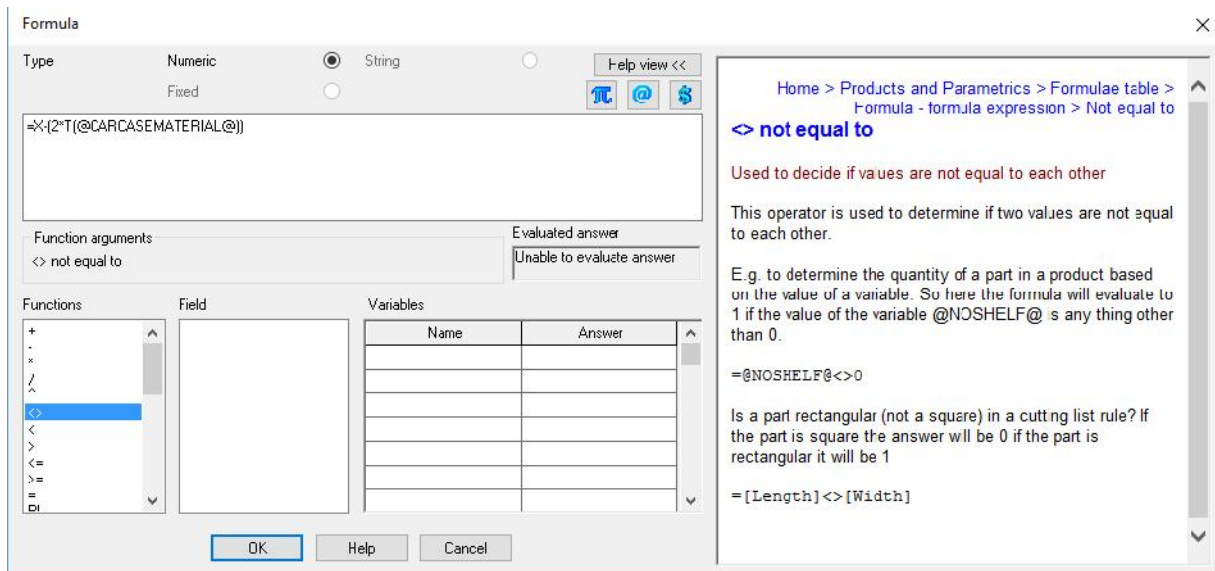 Formula
Type
Numeric
String
Help view <<
Fixed
π @ $
=X-(2*T(@CARCASEMATERIAL@))
Function arguments
<> not equal to
Evaluated answer
Unable to evaluate answer
Functions
Field
Variables
+
-
*
/
^
<>
<
>
<=
>=
=
PI
Name Answer
OK
Help
Cancel
Home > Products and Parametrics > Formulae table >
Formula - formula expression > Not equal to
<> not equal to
Used to decide if values are not equal to each other
This operator is used to determine if two values are not equal
to each other.
E.g. to determine the quantity of a part in a product based
on the value of a variable. So here the formula will evaluate to
1 if the value of the variable @NOSHELF@ is any thing other
than 0.
=@NOSHELF@<>0
Is a part rectangular (not a square) in a cutting list rule? If
the part is square the answer will be 0 if the part is
rectangular it will be 1
=[Length]<>[Width]